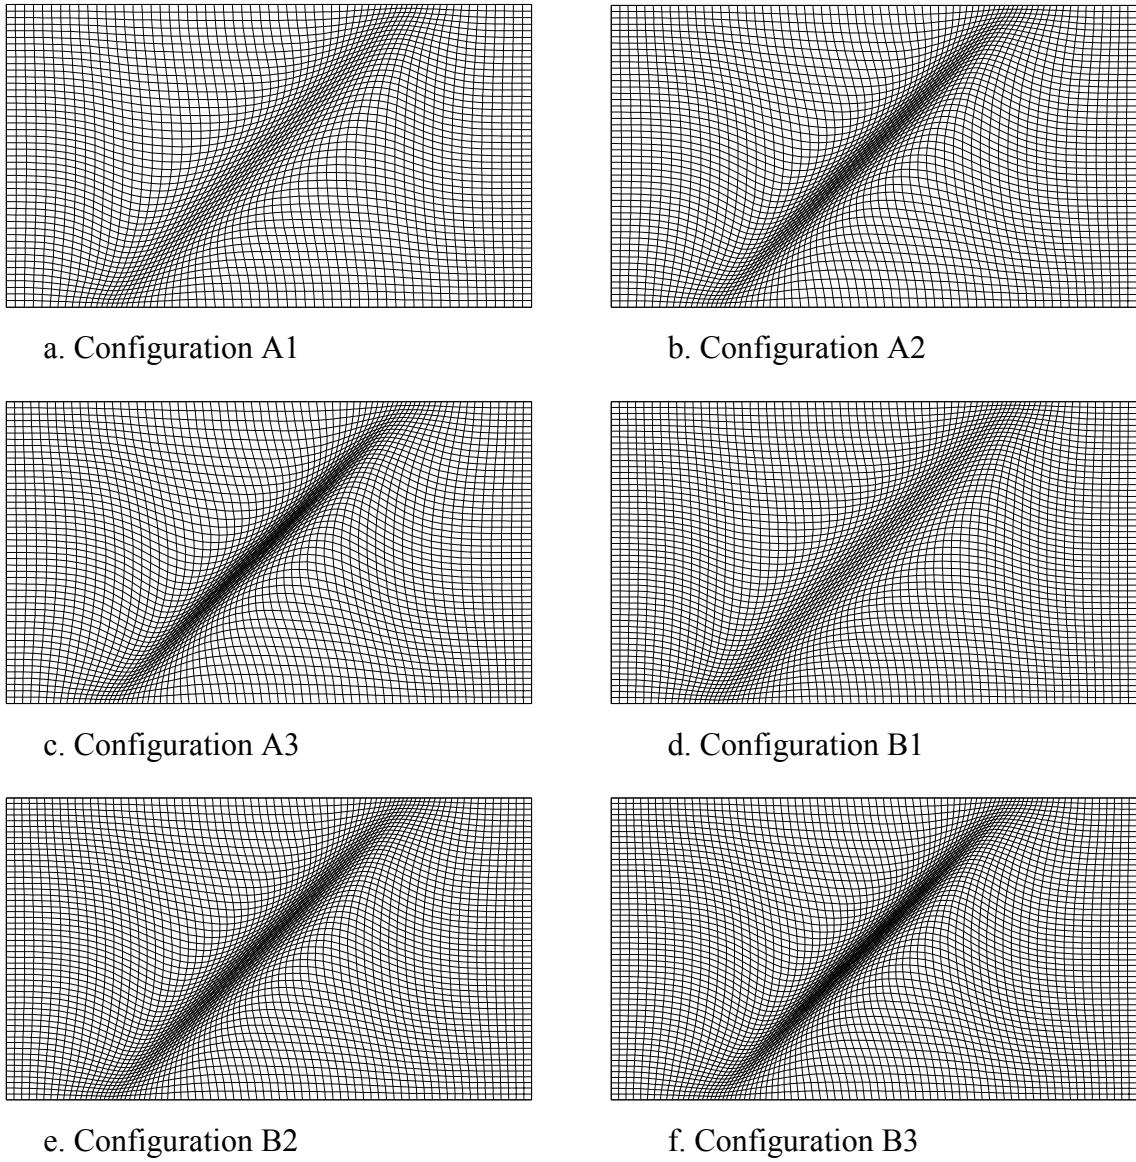 a. Configuration A1
b. Configuration A2
c. Configuration A3
d. Configuration B1
e. Configuration B2
f. Configuration B3